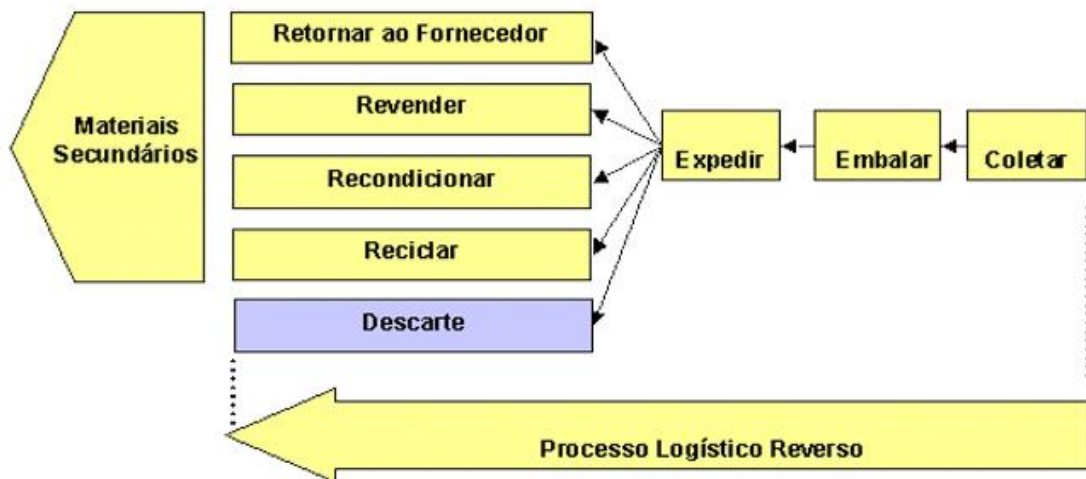 Retornar ao Fornecedor
Revender
Materiais
Secundários
Recondicionar
Reciclar
Descarte
Expedir
Embalar
Coletar
Processo Logístico Reverso